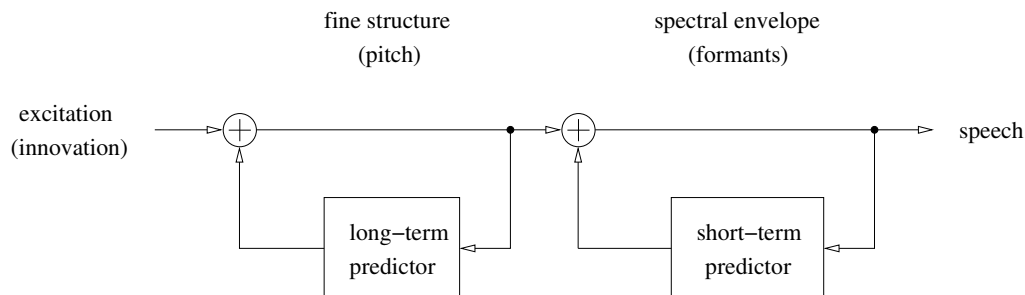 fine structure
(pitch)
spectral envelope
(formants)
excitation
(innovation)
speech
long−term
predictor
short−term
predictor